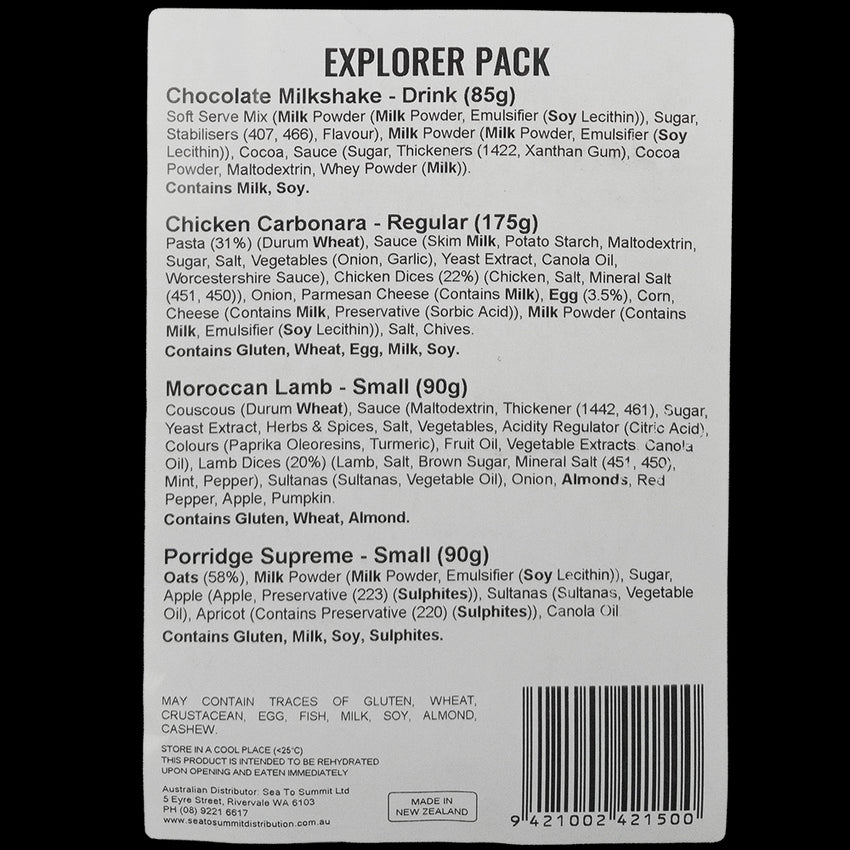 EXPLORER PACK
Chocolate Milkshake - Drink (85g)
Soft Serve Mix (Milk Powder (Milk Powder, Emulsifier (Soy Lecithin)), Sugar,
Stabilisers (407, 466), Flavour), Milk Powder (Milk Powder, Emulsifier (Soy
Lecithin)), Cocoa, Sauce (Sugar, Thickeners (1422, Xanthan Gum), Cocoa
Powder, Maltodextrin, Whey Powder (Milk)).
Contains Milk, Soy.
Chicken Carbonara - Regular (175g)
Pasta (31%) (Durum Wheat), Sauce (Skim Milk, Potato Starch, Maltodextrin,
Sugar, Salt, Vegetables (Onion, Garlic), Yeast Extract, Canola Oil,
Worcestershire Sauce), Chicken Dices (22%) (Chicken, Salt, Mineral Salt
(451, 450)), Onion, Parmesan Cheese (Contains Milk), Egg (3.5%), Corn,
Cheese (Contains Milk, Preservative (Sorbic Acid)), Milk Powder (Contains
Milk, Emulsifier (Soy Lecithin)), Salt, Chives.
Contains Gluten, Wheat, Egg, Milk, Soy.
Moroccan Lamb - Small (90g)
Couscous (Durum Wheat), Sauce (Maltodextrin, Thickener (1442, 461), Sugar,
Yeast Extract, Herbs & Spices, Salt, Vegetables, Acidity Regulator (Citric Acid),
Colours (Paprika Oleoresins, Turmeric), Fruit Oil, Vegetable Extracts, Canola
Oil), Lamb Dices (20%) (Lamb, Salt, Brown Sugar, Mineral Salt (451, 450),
Mint, Pepper), Sultanas (Sultanas, Vegetable Oil), Onion, Almonds, Red
Pepper, Apple, Pumpkin.
Contains Gluten, Wheat, Almond.
Porridge Supreme - Small (90g)
Oats (58%), Milk Powder (Milk Powder, Emulsifier (Soy Lecithin)), Sugar,
Apple (Apple, Preservative (223) (Sulphites)), Sultanas (Sultanas, Vegetable
Oil), Apricot (Contains Preservative (220) (Sulphites)), Canola Oil.
Contains Gluten, Milk, Soy, Sulphites.
MAY CONTAIN TRACES OF GLUTEN, WHEAT,
CRUSTACEAN, EGG, FISH, MILK, SOY, ALMOND,
CASHEW.
STORE IN A COOL PLACE (<25°C)
THIS PRODUCT IS INTENDED TO BE REHYDRATED
UPON OPENING AND EATEN IMMEDIATELY
Australian Distributor: Sea To Summit Ltd
5 Eyre Street, Rivervale WA 6103
PH (08) 9221 6617
www.seatosummitdistribution.com.au
MADE IN
NEW ZEALAND
9 421002 421500